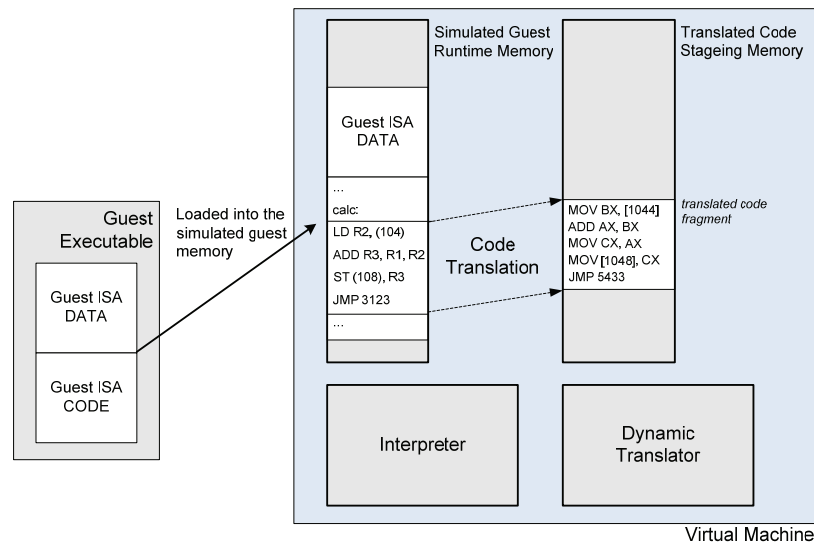 Guest
Executable
Guest ISA
DATA
Guest ISA
CODE
Loaded into the
simulated guest
memory
Simulated Guest
Runtime Memory
Guest ISA
DATA
...
calc:
LD R2, (104)
ADD R3, R1, R2
ST (108), R3
JMP 3123
...
Code
Translation
Translated Code
Stageing Memory
MOV BX, [1044]
ADD AX, BX
MOV CX, AX
MOV [1048], CX
JMP 5433
translated code
fragment
Interpreter
Dynamic
Translator
Virtual Machine